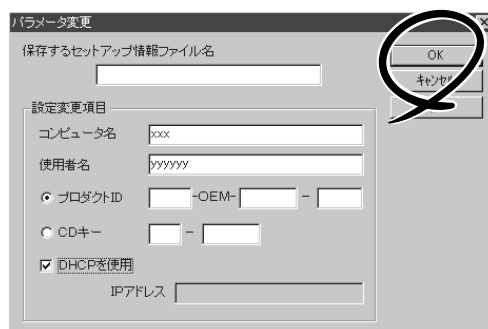 パラメータ変更
保存するセットアップ情報ファイル名
OK
キャンセル
設定変更項目
コンピュータ名 xxx
使用者名 yyyyyy
プロダクトID -OEM- -
CDキー -
DHCPを使用
IPアドレス